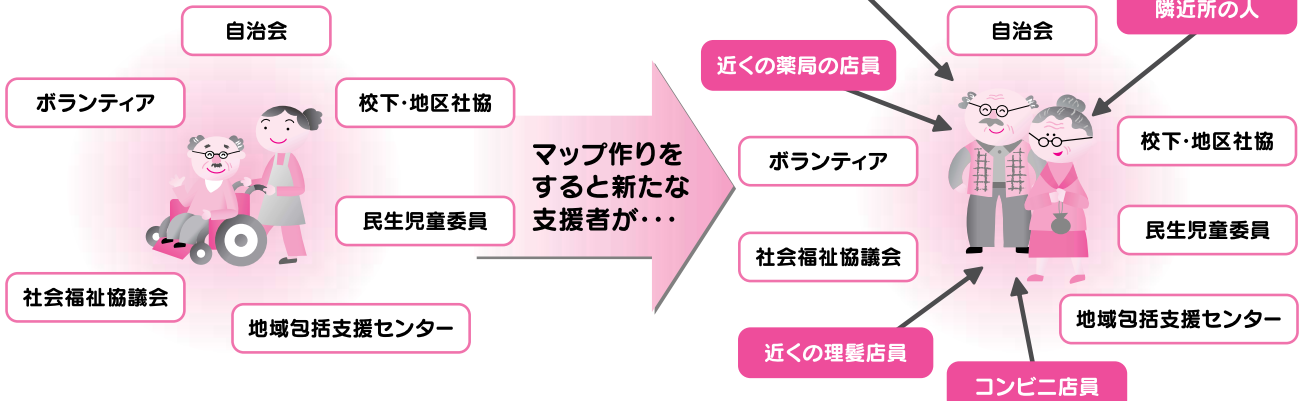 自治会
ボランティア
校下・地区社協
民生児童委員
社会福祉協議会
地域包括支援センター
マップ作りを
すると新たな
支援者が・・・
自治会
隣近所の人
近くの薬局の店員
ボランティア
校下・地区社協
社会福祉協議会
民生児童委員
地域包括支援センター
近くの理髪店員
コンビニ店員